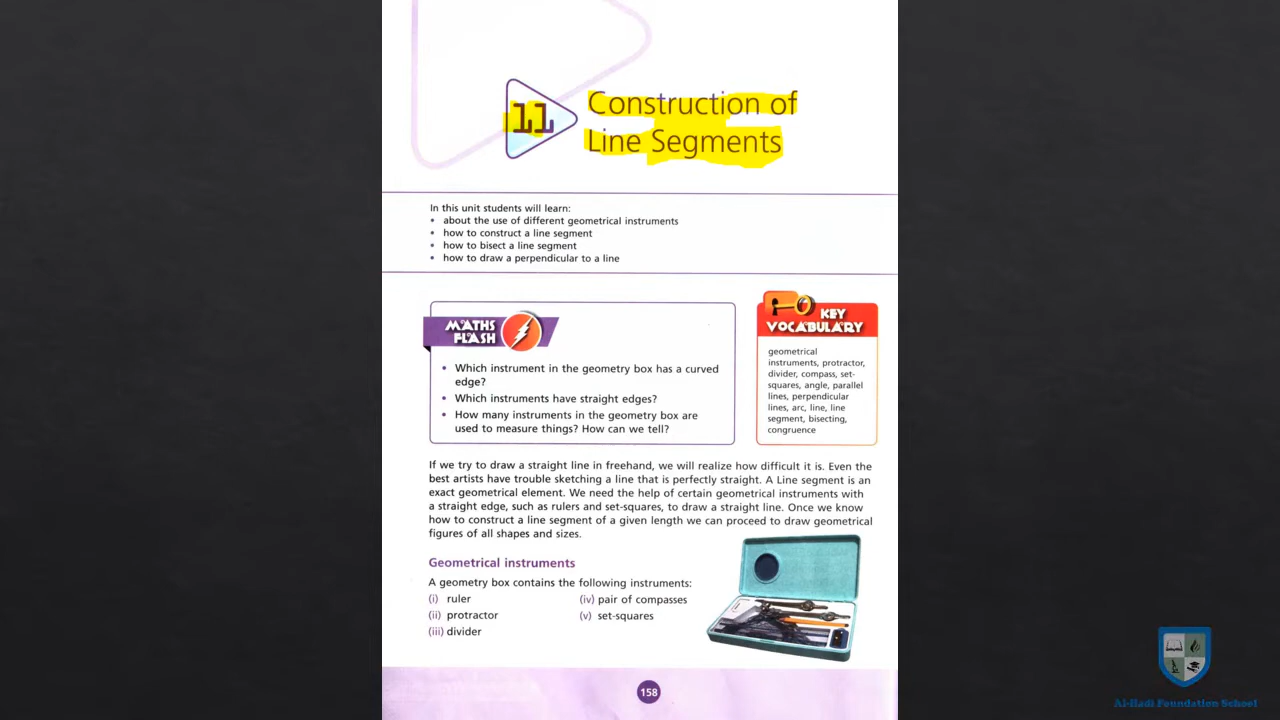 11
Construction of
Line Segments
In this unit students will learn:
• about the use of different geometrical instruments
• how to construct a line segment
• how to bisect a line segment
• how to draw a perpendicular to a line
MATHS
FLASH
• Which instrument in the geometry box has a curved
edge?
• Which instruments have straight edges?
• How many instruments in the geometry box are
used to measure things? How can we tell?
KEY
VOCABULARY
geometrical
instruments, protractor,
divider, compass, set-
squares, angle, parallel
lines, perpendicular
lines, arc, line, line
segment, bisecting,
congruence
If we try to draw a straight line in freehand, we will realize how difficult it is. Even the
best artists have trouble sketching a line that is perfectly straight. A Line segment is an
exact geometrical element. We need the help of certain geometrical instruments with
a straight edge, such as rulers and set-squares, to draw a straight line. Once we know
how to construct a line segment of a given length we can proceed to draw geometrical
figures of all shapes and sizes.
Geometrical instruments
A geometry box contains the following instruments:
(i) ruler
(ii) protractor
(iii) divider
(iv) pair of compasses
(v) set-squares
158
Al-Hadi Foundation School